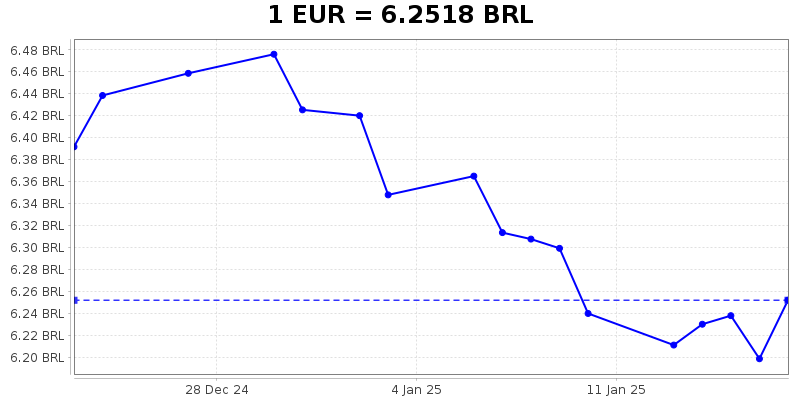 1 EUR = 6.2518 BRL
6.48 BRL
6.46 BRL
6.44 BRL
6.42 BRL
6.40 BRL
6.38 BRL
6.36 BRL
6.34 BRL
6.32 BRL
6.30 BRL
6.28 BRL
6.26 BRL
6.24 BRL
6.22 BRL
6.20 BRL
28 Dec 24 4 Jan 25 11 Jan 25